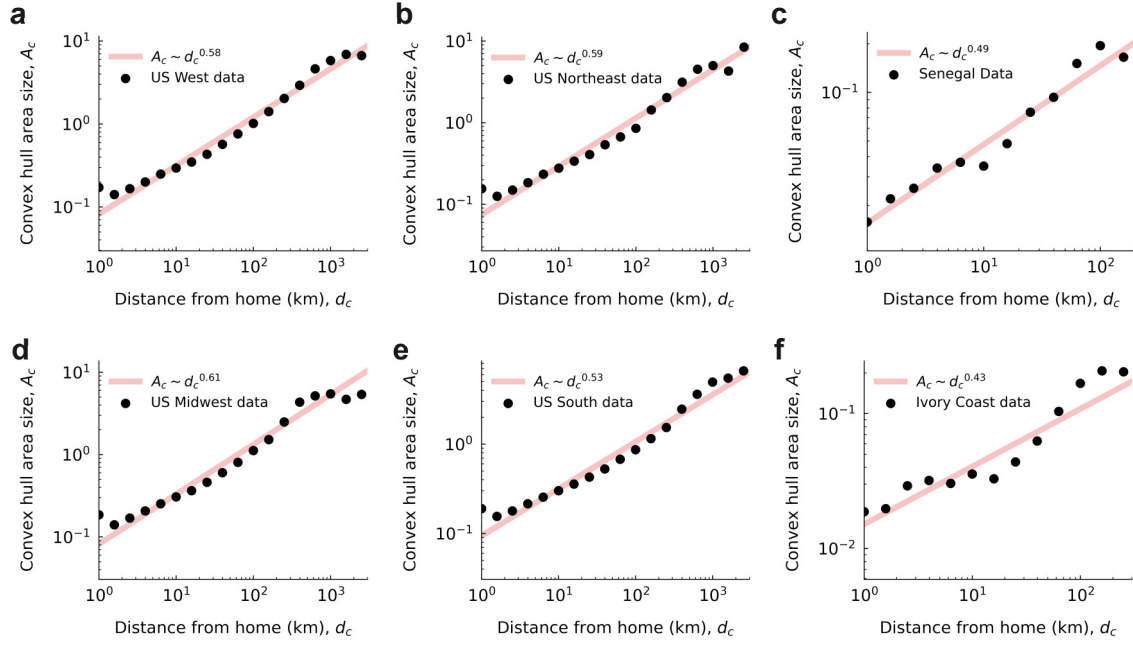 a
Convex hull area size, A_c
10^1
10^0
10^-1
A_c ~ d_c^0.58
US West data
10^0 10^1 10^2 10^3
Distance from home (km), d_c
b
Convex hull area size, A_c
10^1
10^0
10^-1
A_c ~ d_c^0.59
US Northeast data
10^0 10^1 10^2 10^3
Distance from home (km), d_c
c
Convex hull area size, A_c
10^-1
A_c ~ d_c^0.49
Senegal Data
10^0 10^1 10^2
Distance from home (km), d_c
d
Convex hull area size, A_c
10^1
10^0
10^-1
A_c ~ d_c^0.61
US Midwest data
10^0 10^1 10^2 10^3
Distance from home (km), d_c
e
Convex hull area size, A_c
10^0
10^-1
A_c ~ d_c^0.53
US South data
10^0 10^1 10^2 10^3
Distance from home (km), d_c
f
Convex hull area size, A_c
10^-1
10^-2
A_c ~ d_c^0.43
Ivory Coast data
10^0 10^1 10^2
Distance from home (km), d_c